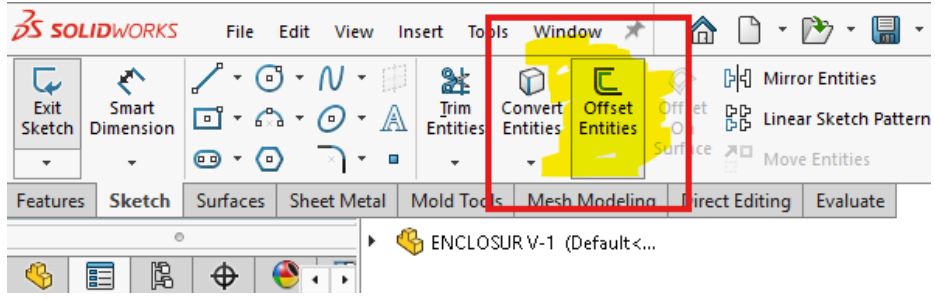 SOLIDWORKS File Edit View Insert Tools Window
Exit Sketch
Smart Dimension
Trim Entities
Convert Entities
Offset Entities
Offset On Surface
Mirror Entities
Linear Sketch Pattern
Move Entities
Features Sketch Surfaces Sheet Metal Mold Tools Mesh Modeling Direct Editing Evaluate
ENCLOSUR V-1 (Default<...